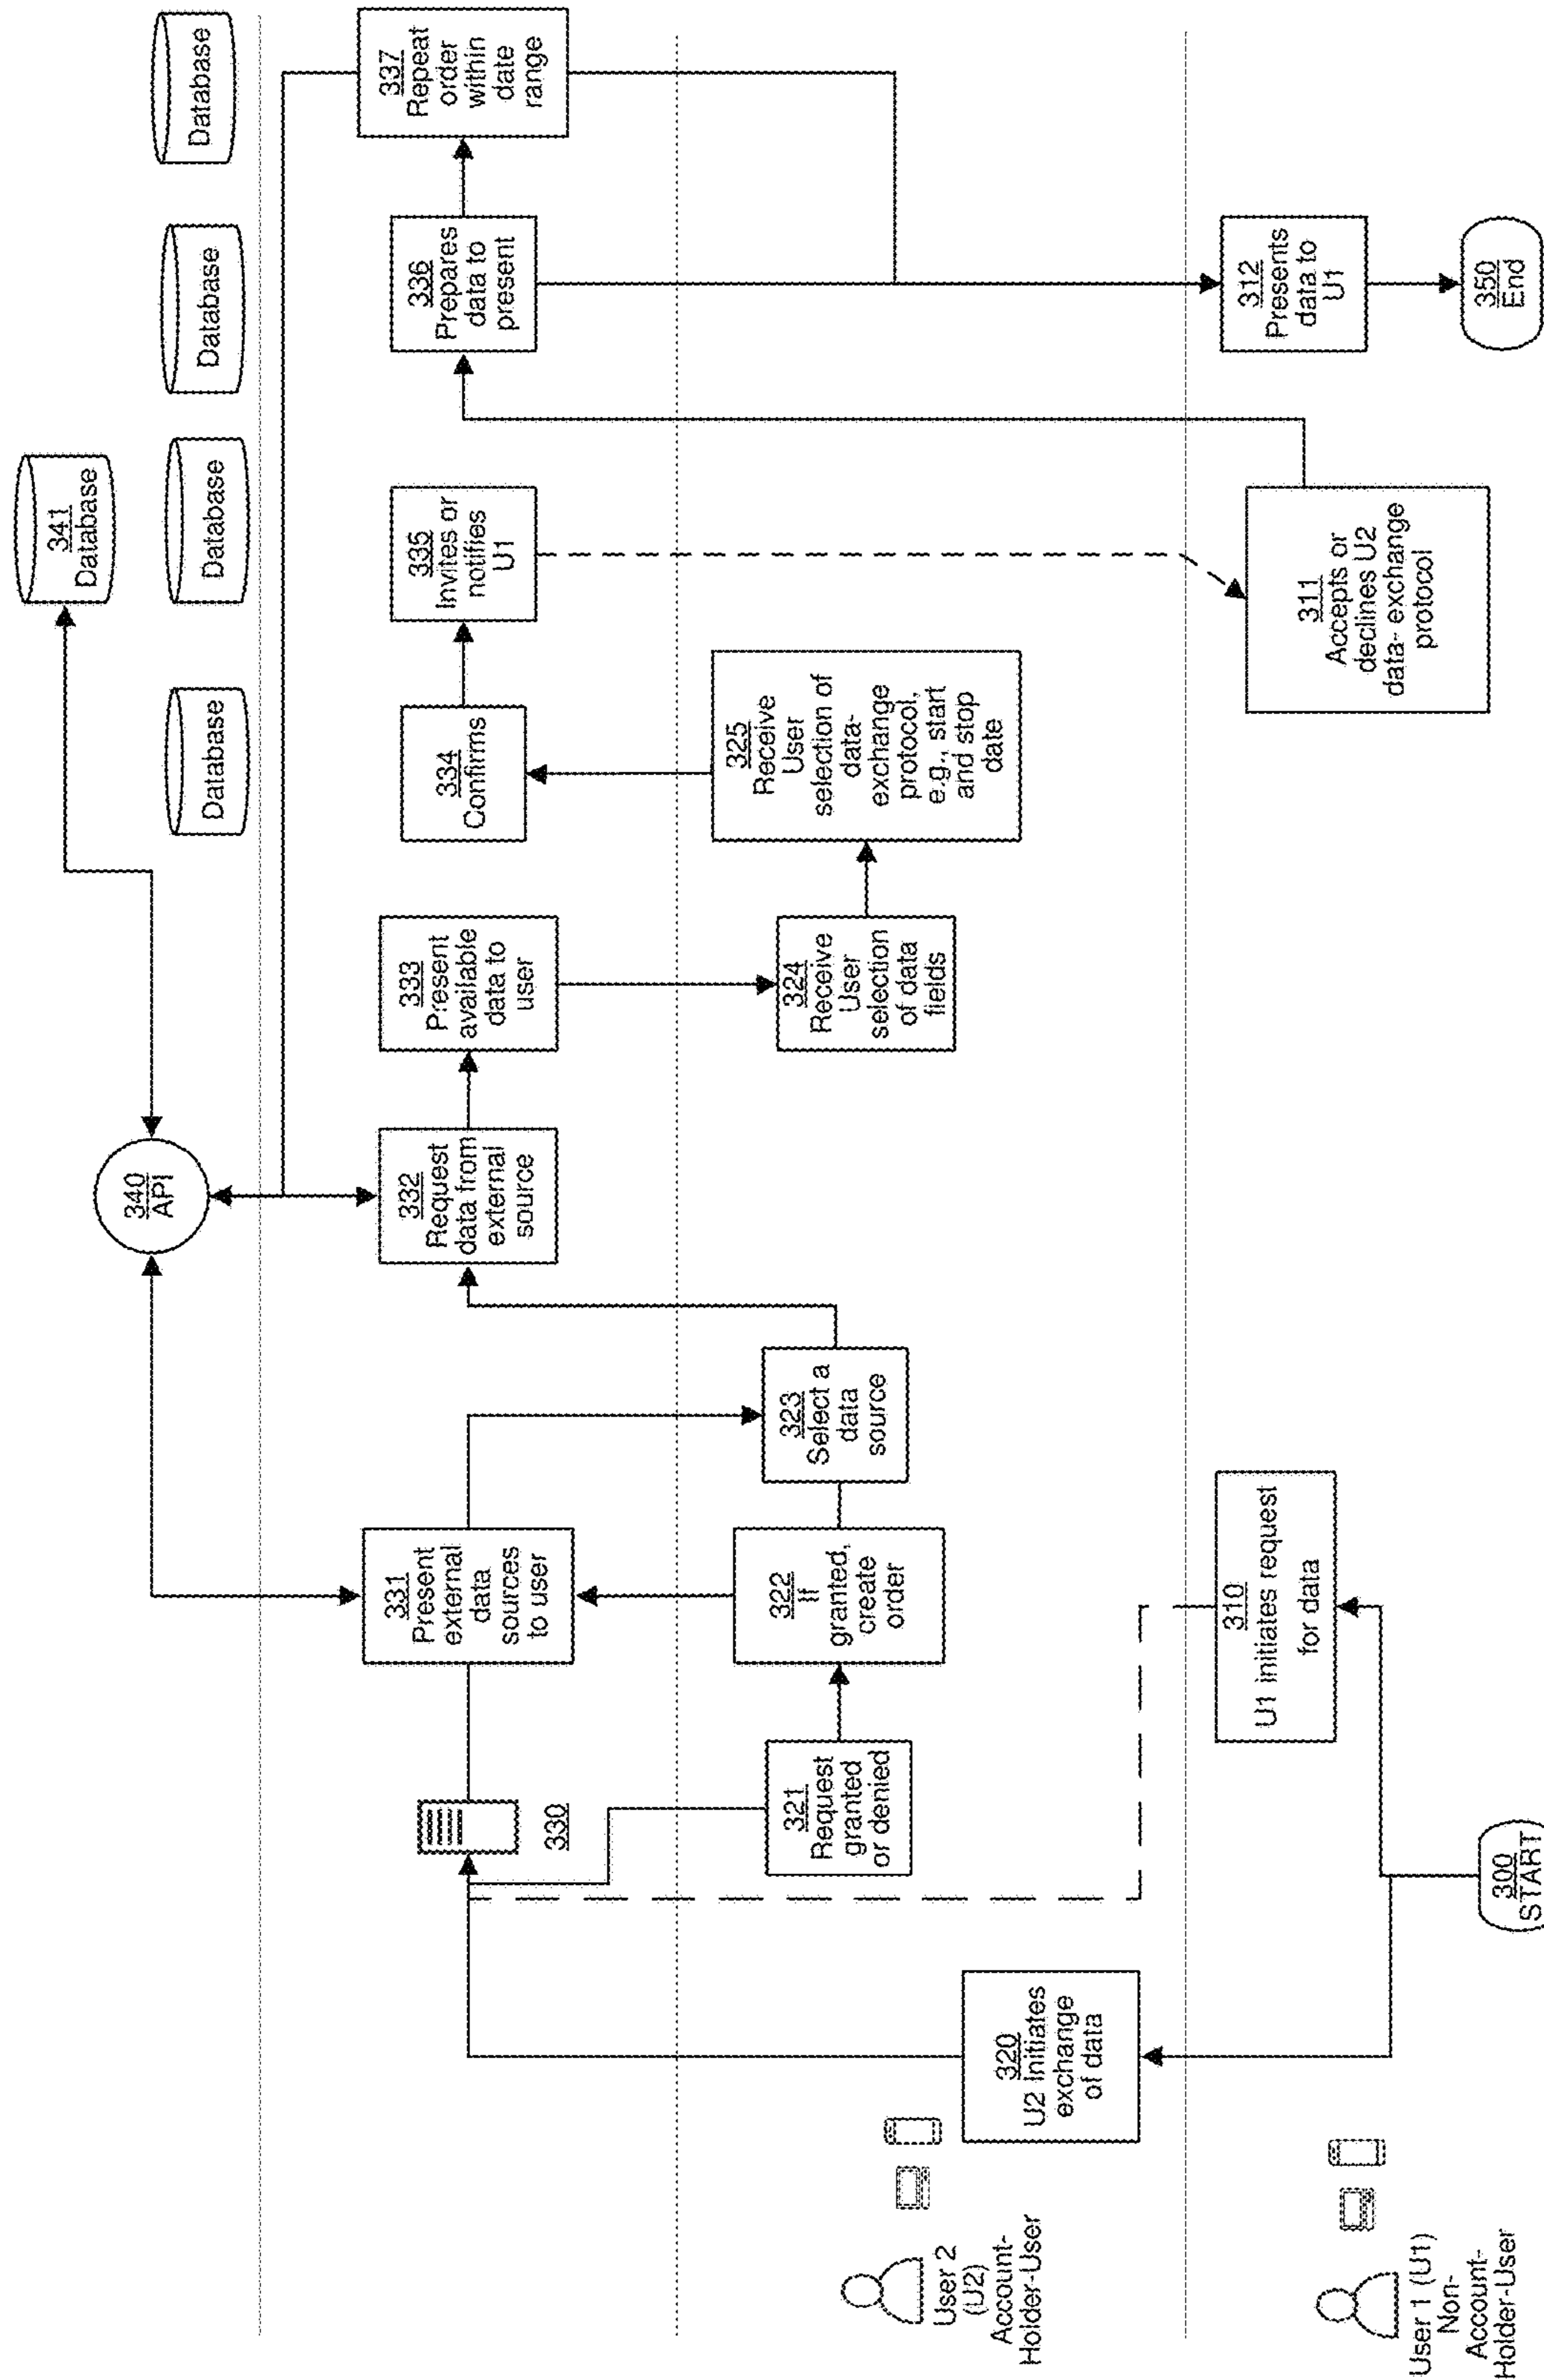 341
Database
Database
Database
Database
Database
340
API
331
Present
external
data
sources
to user
332
Request
data from
external
source
333
Present
available
data to
user
334
Confirms
335
Invites or
notifies
U1
336
Prepares
data to
present
337
Repeat
order
within
date
range
330
User 2
(U2)
Account-
Holder-User
320
U2 Initiates
exchange
of data
321
Request
granted
or denied
322
If
granted,
create
order
323
Select a
data
source
324
Receive
User
selection
of data
fields
325
Receive
User
selection of
data-
exchange
protocol,
e.g., start
and stop
date
User 1 (U1)
Non-
Account-
Holder-User
300
START
310
U1 initiates request
for data
311
Accepts or
declines U2
data- exchange
protocol
312
Presents
data to
U1
350
End